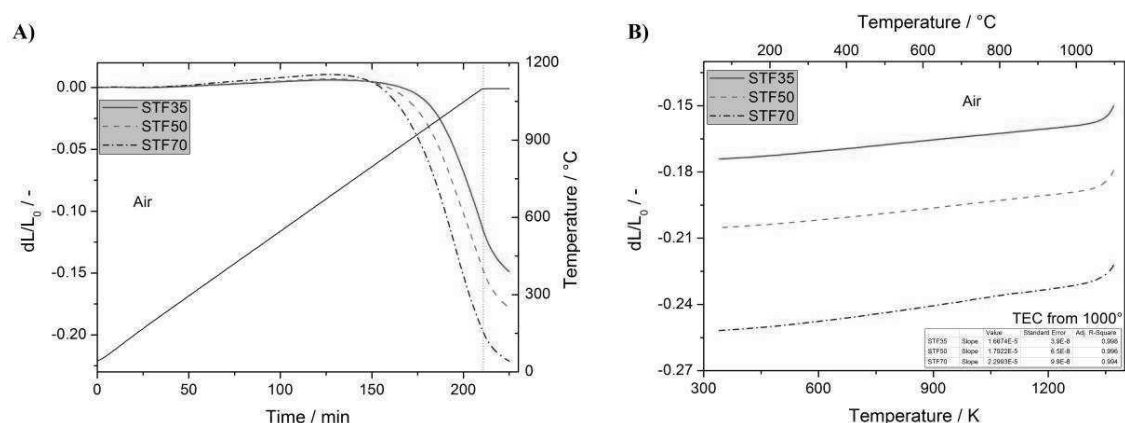 A)
0.00
-0.05
-0.10
-0.15
-0.20
dL/L0 / -
STF35
STF50
STF70
Air
0 50 100 150 200
Time / min
1200
900
600
300
0
Temperature / °C
B)
Temperature / °C
200 400 600 800 1000
STF35
STF50
STF70
Air
-0.15
-0.18
-0.21
-0.24
-0.27
dL/L0 / -
TEC from 1000°
Value Standard Error Adj. R-Square
STF35 Slope 1.6674E-5 3.9E-8 0.998
STF50 Slope 1.7922E-5 6.5E-8 0.996
STF70 Slope 2.2993E-5 9.9E-8 0.994
300 600 900 1200
Temperature / K